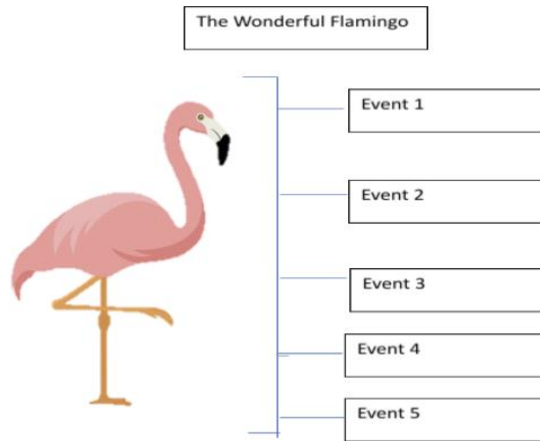 The Wonderful Flamingo
Event 1
Event 2
Event 3
Event 4
Event 5